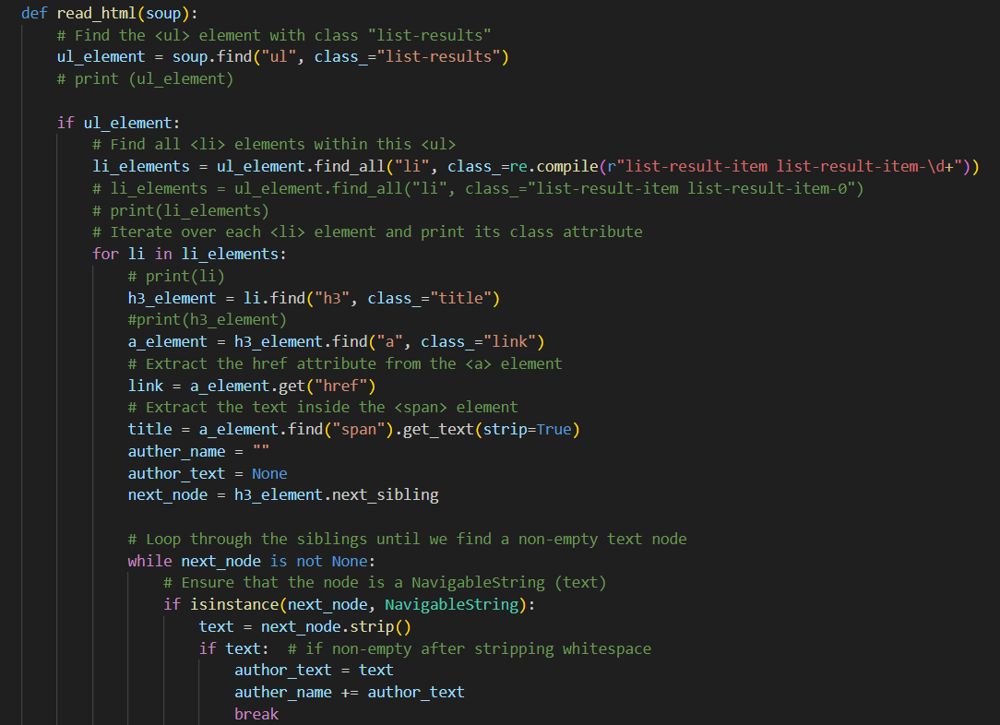 def read_html(soup):
    # Find the <ul> element with class "list-results"
    ul_element = soup.find("ul", class_="list-results")
    # print (ul_element)

    if ul_element:
        # Find all <li> elements within this <ul>
        li_elements = ul_element.find_all("li", class_=re.compile(r"list-result-item list-result-item-\d+"))
        # li_elements = ul_element.find_all("li", class_="list-result-item list-result-item-0")
        # print(li_elements)
        # Iterate over each <li> element and print its class attribute
        for li in li_elements:
            # print(li)
            h3_element = li.find("h3", class_="title")
            #print(h3_element)
            a_element = h3_element.find("a", class_="link")
            # Extract the href attribute from the <a> element
            link = a_element.get("href")
            # Extract the text inside the <span> element
            title = a_element.find("span").get_text(strip=True)
            auther_name = ""
            author_text = None
            next_node = h3_element.next_sibling

            # Loop through the siblings until we find a non-empty text node
            while next_node is not None:
                # Ensure that the node is a NavigableString (text)
                if isinstance(next_node, NavigableString):
                    text = next_node.strip()
                    if text:  # if non-empty after stripping whitespace
                        author_text = text
                        auther_name += author_text
                        break